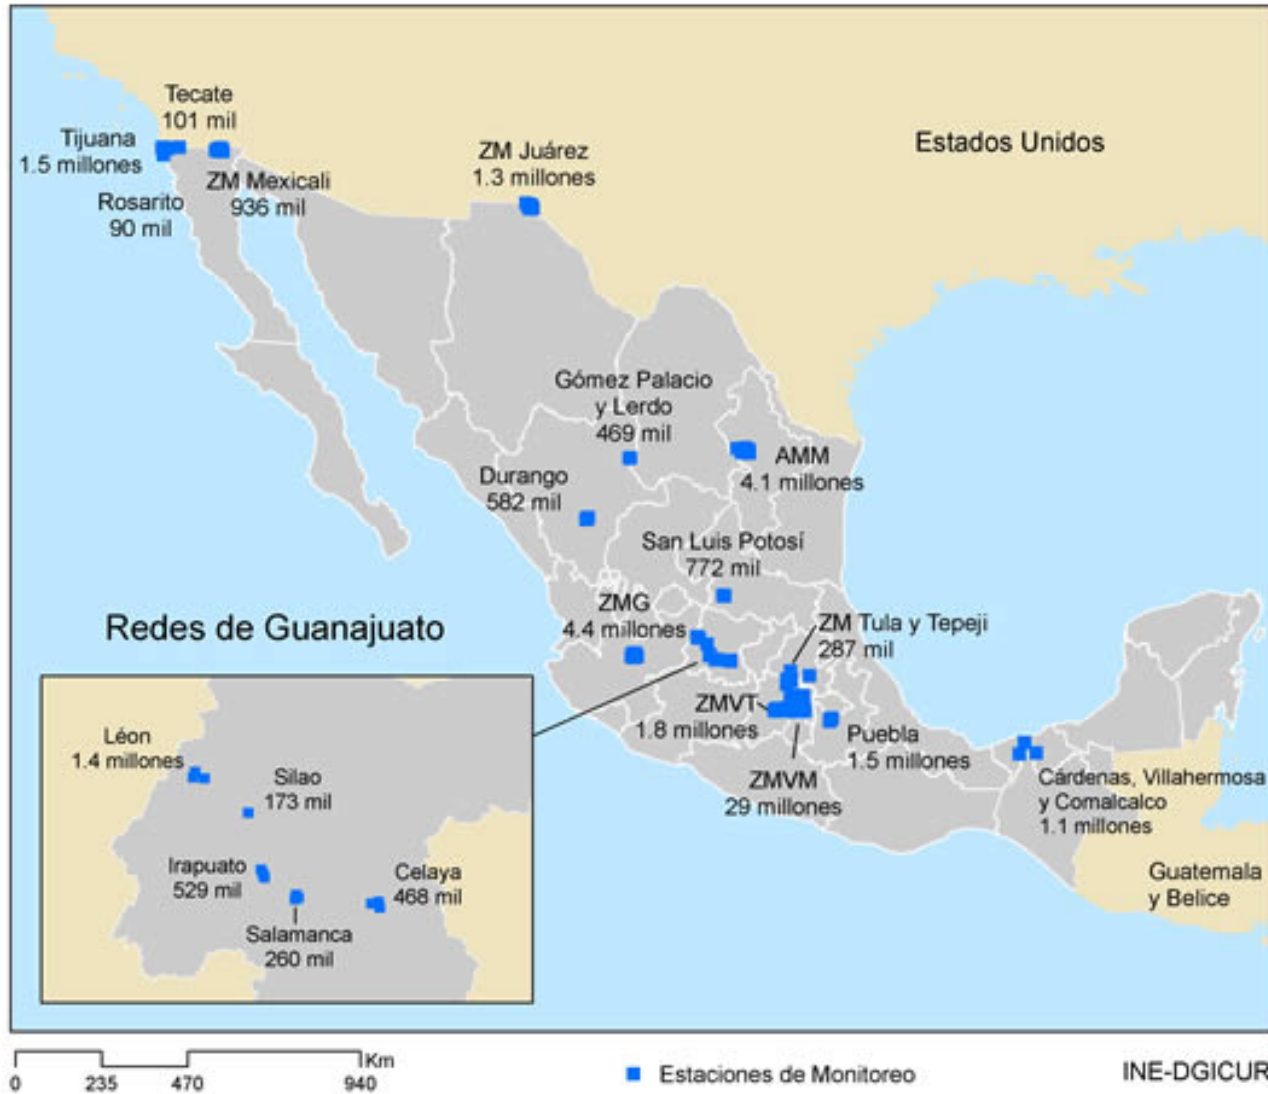 Tecate
101 mil
Tijuana
1.5 millones
ZM Mexicali
936 mil
Rosarito
90 mil
ZM Juárez
1.3 millones
Estados Unidos
Gómez Palacio
y Lerdo
469 mil
AMM
4.1 millones
Durango
582 mil
San Luis Potosí
772 mil
ZMG
4.4 millones
ZM Tula y Tepeji
287 mil
Redes de Guanajuato
ZMVT
1.8 millones
Puebla
1.5 millones
ZMVM
29 millones
Cárdenas, Villahermosa
y Comalcalco
1.1 millones
Guatemala
y Belice
Léon
1.4 millones
Silao
173 mil
Irapuato
529 mil
Celaya
468 mil
Salamanca
260 mil
Km
0 235 470 940
Estaciones de Monitoreo
INE-DGICUR